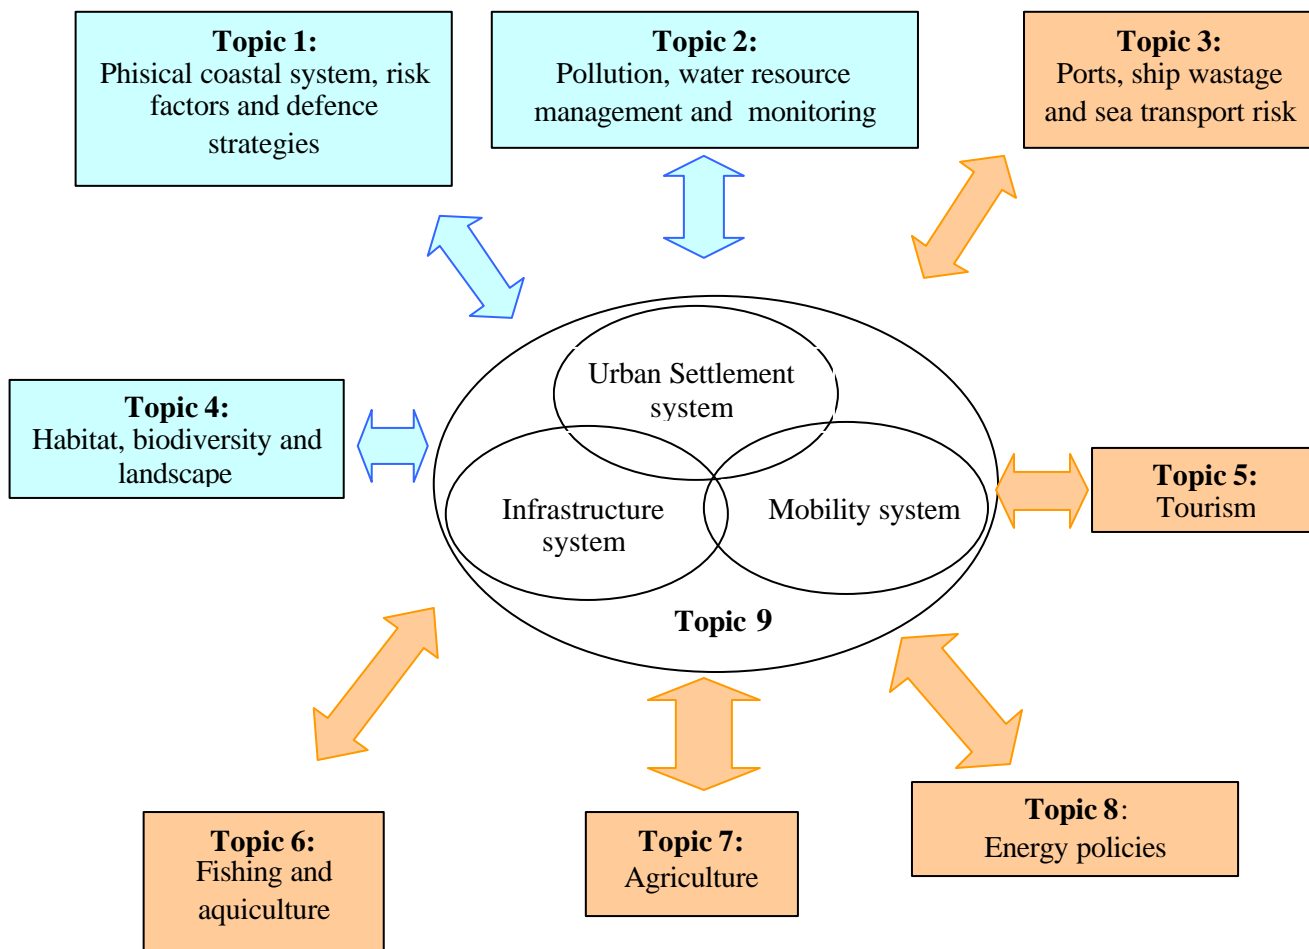 Topic 1:
Phisical coastal system, risk
factors and defence
strategies
Topic 2:
Pollution, water resource
management and monitoring
Topic 3:
Ports, ship wastage
and sea transport risk
Urban Settlement
system
Topic 4:
Habitat, biodiversity and
landscape
Topic 5:
Tourism
Infrastructure
system
Mobility system
Topic 9
Topic 6:
Fishing and
aquiculture
Topic 7:
Agriculture
Topic 8:
Energy policies